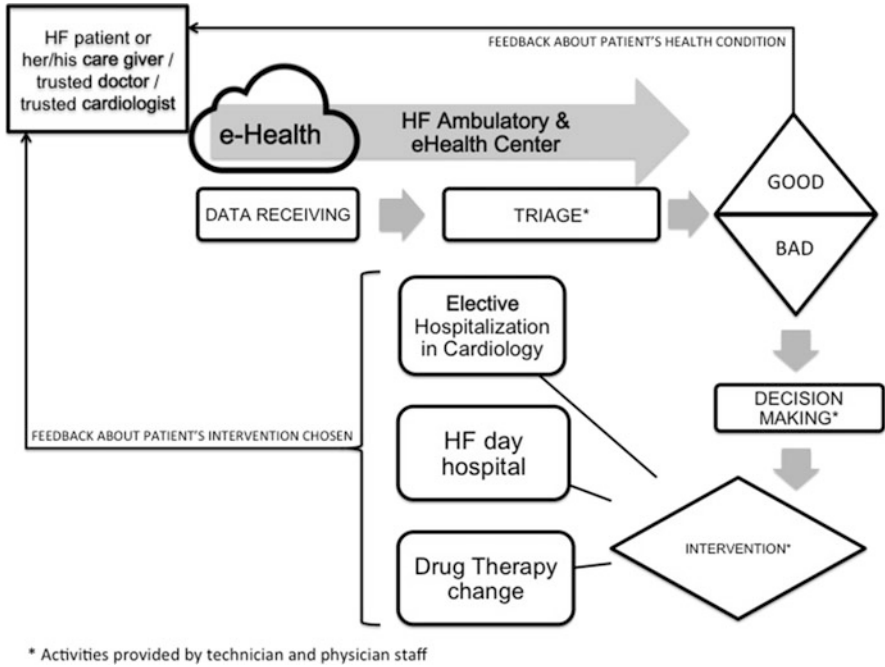 HF patient or
her/his care giver /
trusted doctor /
trusted cardiologist
FEEDBACK ABOUT PATIENT'S HEALTH CONDITION
e-Health
HF Ambulatory &
eHealth Center
DATA RECEIVING
TRIAGE*
GOOD
BAD
Elective
Hospitalization
in Cardiology
DECISION
MAKING*
FEEDBACK ABOUT PATIENT'S INTERVENTION CHOSEN
HF day
hospital
INTERVENTION*
Drug Therapy
change
* Activities provided by technician and physician staff